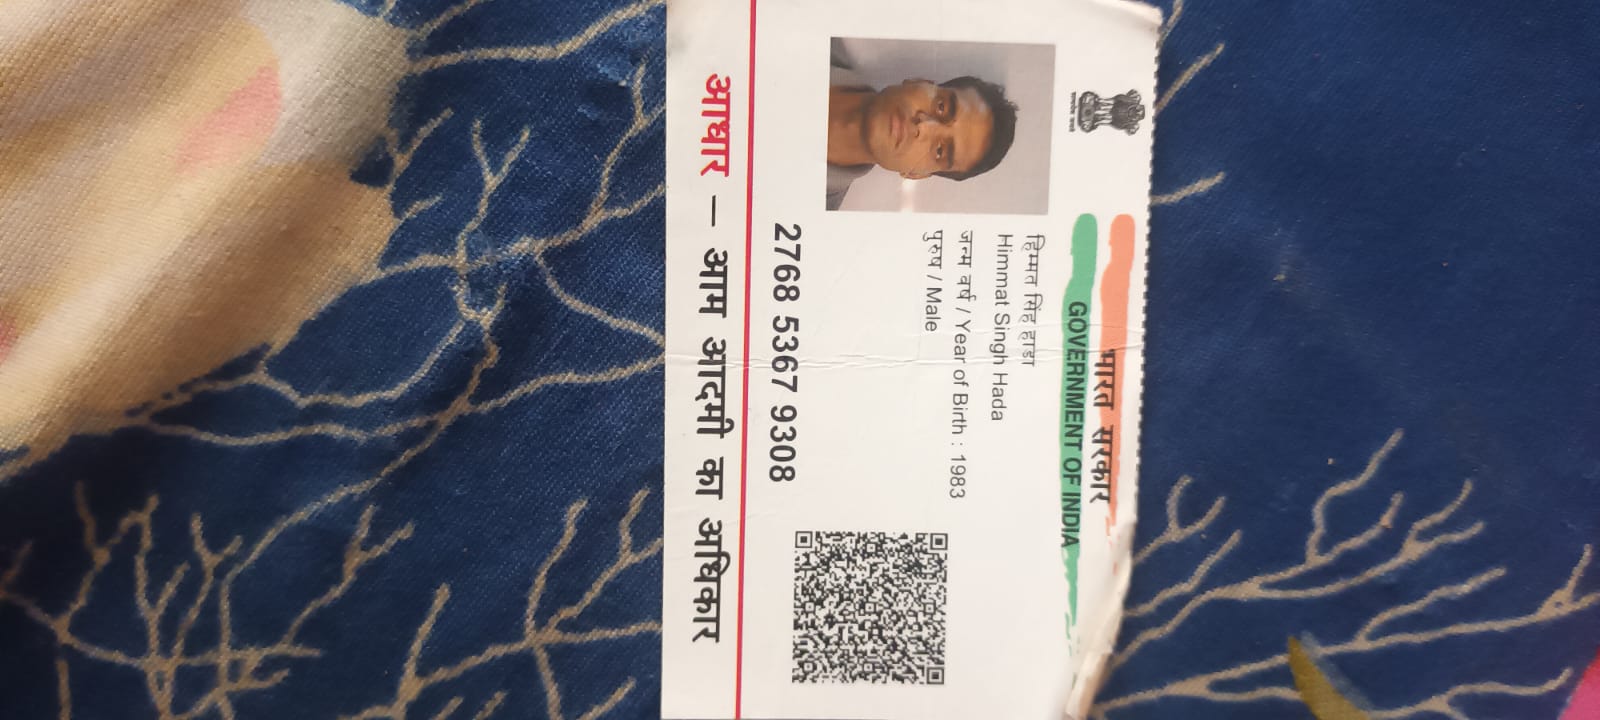 भारत सरकार
GOVERNMENT OF INDIA
हिम्मत सिंह हाडा
Himmat Singh Hada
जन्म वर्ष / Year of Birth : 1983
पुरुष / Male
2768 5367 9308
आधार – आम आदमी का अधिकार